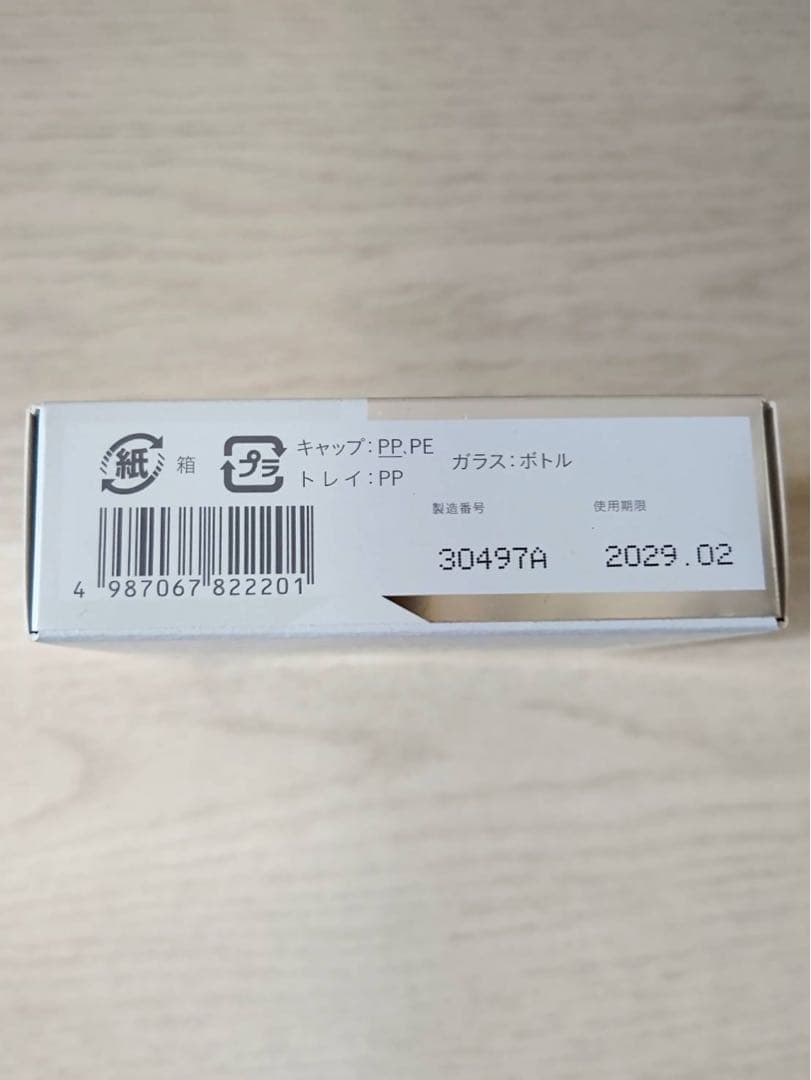 紙 箱 プラ キャップ：PP、PE
トレイ：PP
ガラス：ボトル
製造番号 使用期限
30497A 2029.02
4 987067 822201